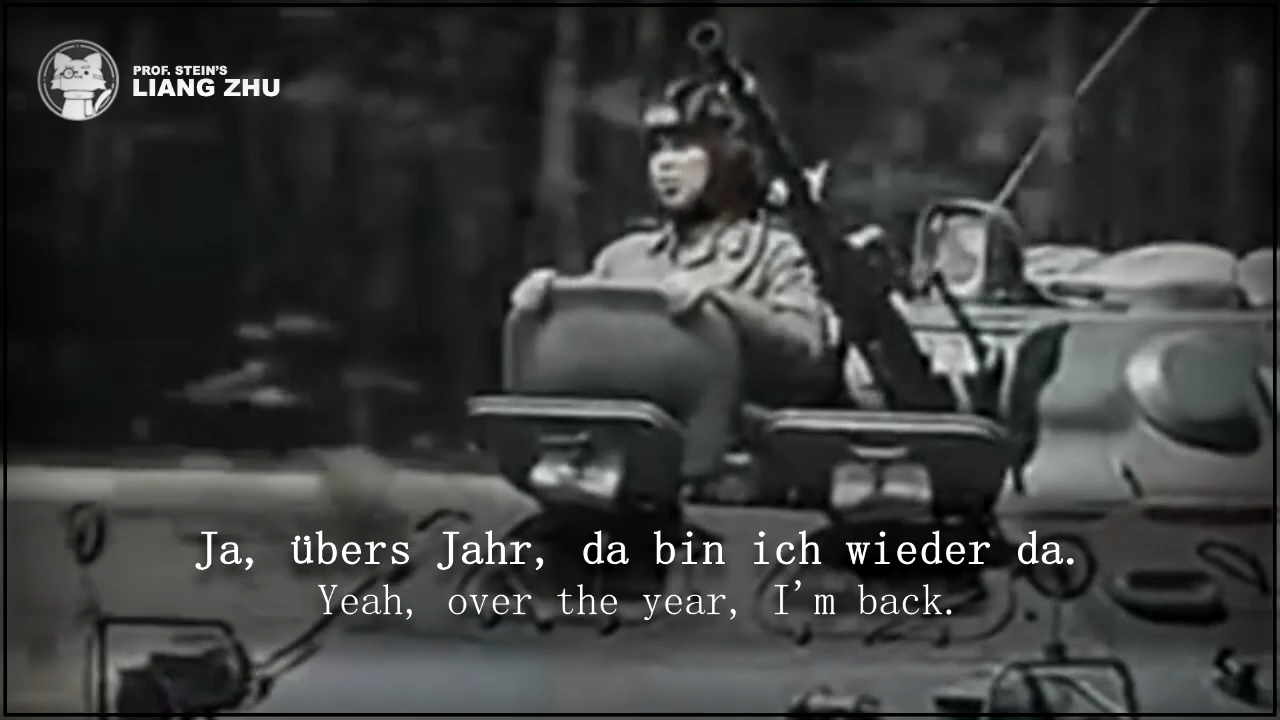 PROF. STEIN'S
LIANG ZHU
Ja, übers Jahr, da bin ich wieder da.
Yeah, over the year, I'm back.